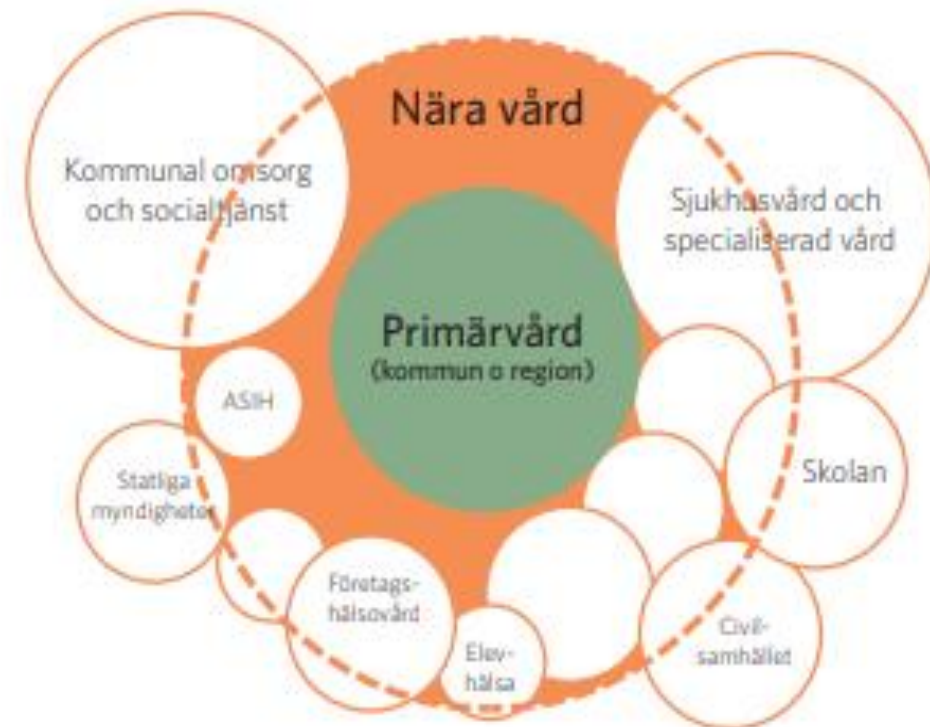 Nära vård
Kommunal omsorg
och socialtjänst
Sjukhusvård och
specialiserad vård
Primärvård
(kommun o region)
ASIH
Statliga
myndigheter
Skolan
Företags-
hälsovård
Elev-
hälsa
Civil-
samhället